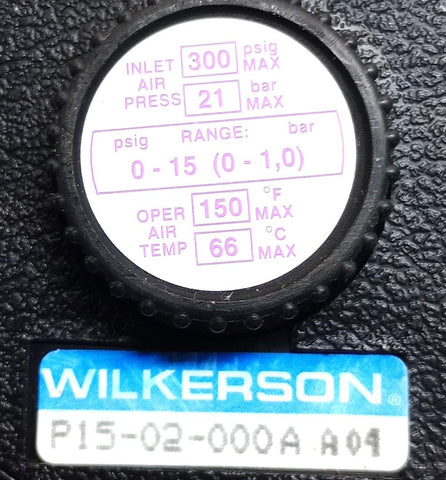 INLET 300 psig MAX
AIR
PRESS 21 bar MAX
psig RANGE: bar
0 - 15 (0 - 1,0)
OPER 150 °F MAX
AIR
TEMP 66 °C MAX
WILKERSON®
P15-02-000A A04